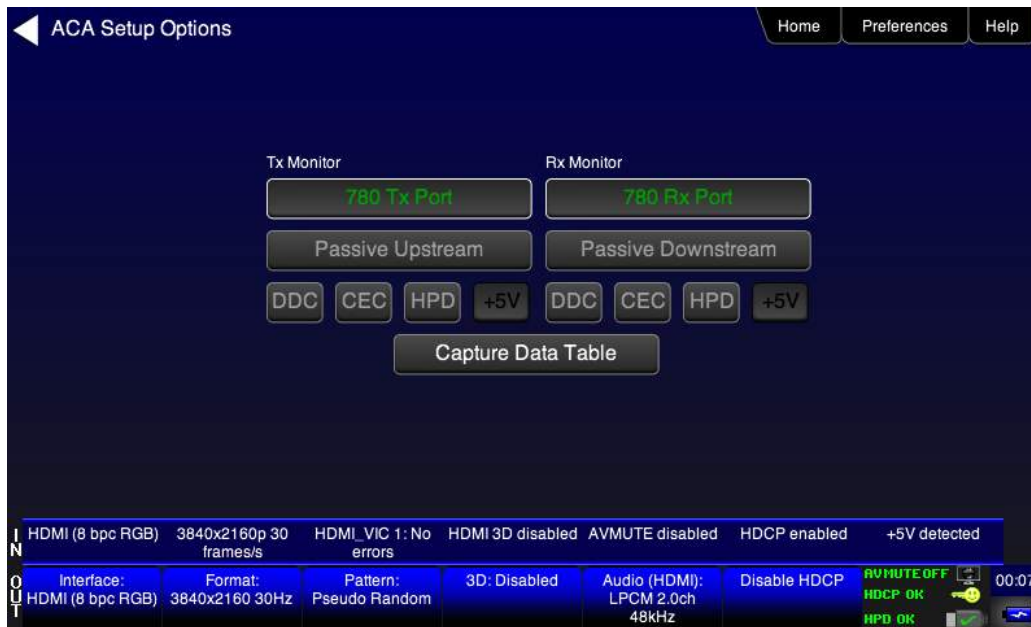 ACA Setup Options
Home
Preferences
Help
Tx Monitor
Rx Monitor
780 Tx Port
780 Rx Port
Passive Upstream
Passive Downstream
DDC CEC HPD +5V DDC CEC HPD +5V
Capture Data Table
IN
HDMI (8 bpc RGB)
3840x2160p 30
frames/s
HDMI_VIC 1: No
errors
HDMI 3D disabled
AVMUTE disabled
HDCP enabled
+5V detected
OUT
Interface:
HDMI (8 bpc RGB)
Format:
3840x2160 30Hz
Pattern:
Pseudo Random
3D: Disabled
Audio (HDMI):
LPCM 2.0ch
48kHz
Disable HDCP
AVMUTE OFF
HDCP OK
HPD OK
00:07